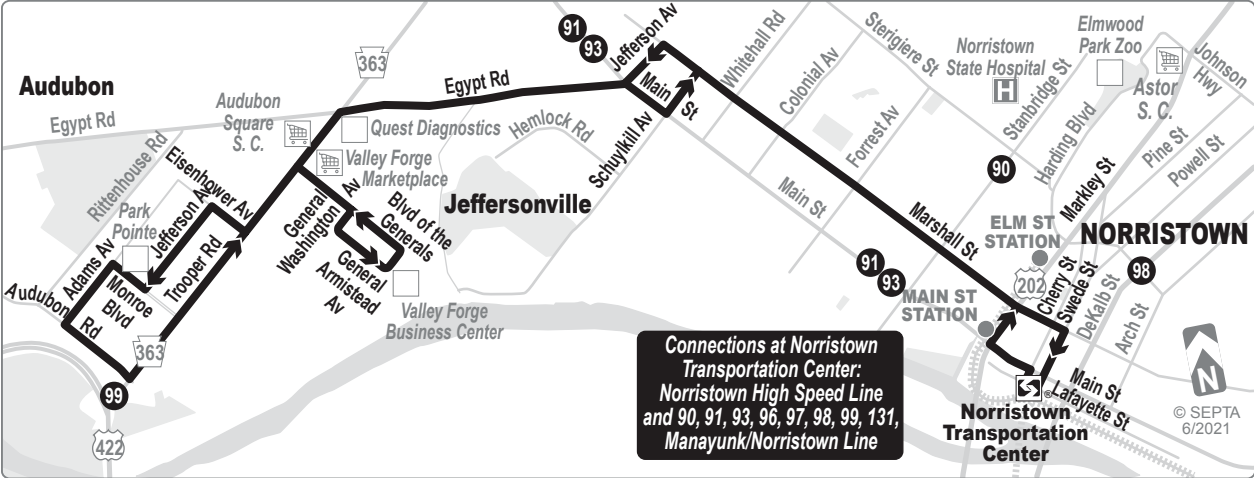 Audubon
Egypt Rd
363
Audubon
Square
S. C.
Egypt Rd
Quest Diagnostics
Valley Forge
Marketplace
Hemlock Rd
91
93
Jefferson Av
Main
St
Schuylkill Av
Whitehall Rd
Colonial Av
Forrest Av
Sterigiere St
Norristown
State Hospital
H
Stanbridge St
Elmwood
Park Zoo
Astor
S. C.
Johnson
Hwy
Harding Blvd
Markley St
Pine St
Powell St
90
Rittenhouse Rd
Eisenhower Av
Park
Pointe
Jefferson Av
Adams Av
Monroe
Blvd
Trooper Rd
Audubon
Rd
363
99
422
General
Washington
Av
Blvd of the
Generals
General
Armistead
Av
Valley Forge
Business Center
Jeffersonville
Main St
Marshall St
91
93
ELM ST
STATION
202
NORRISTOWN
98
MAIN ST
STATION
Cherry St
Swede St
DeKalb St
Arch St
Main St
Lafayette St
Norristown
Transportation
Center
Connections at Norristown
Transportation Center:
Norristown High Speed Line
and 90, 91, 93, 96, 97, 98, 99, 131,
Manayunk/Norristown Line
N
© SEPTA
6/2021